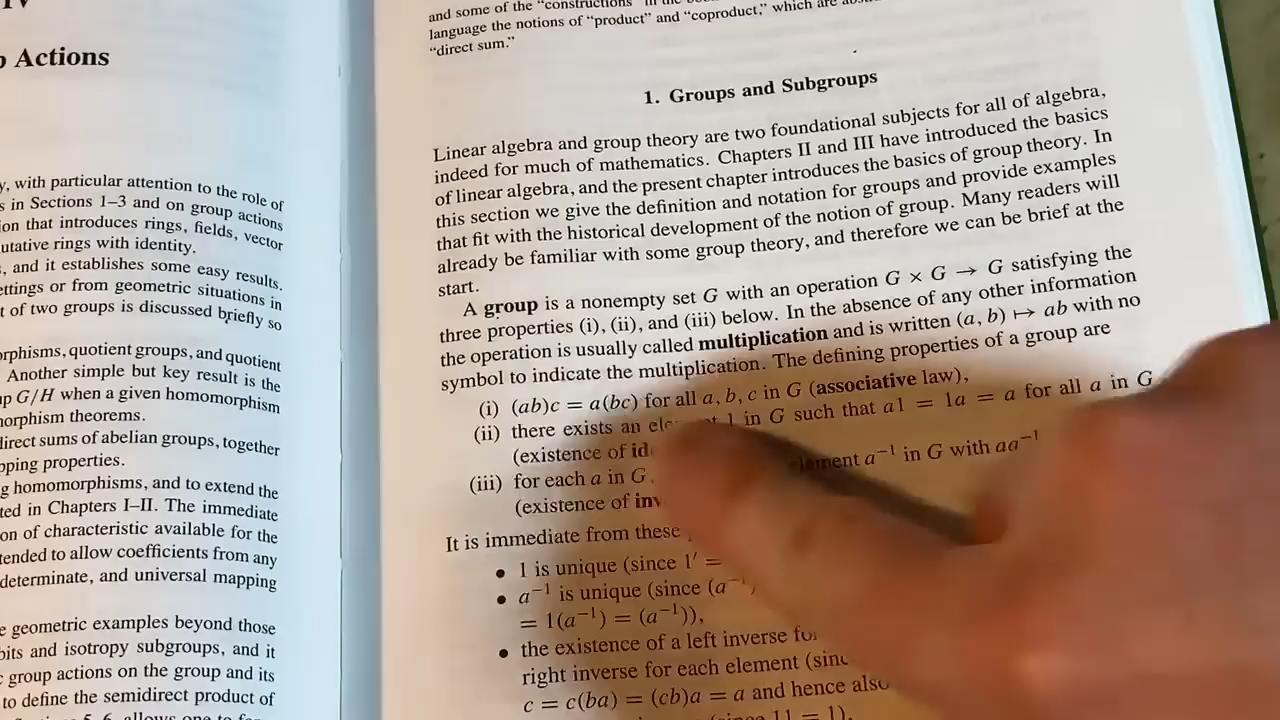 Actions
y, with particular attention to the role of
s in Sections 1–3 and on group actions
ion that introduces rings, fields, vector
utative rings with identity.
, and it establishes some easy results.
ettings or from geometric situations in
t of two groups is discussed briefly so
orphisms, quotient groups, and quotient
Another simple but key result is the
up G/H when a given homomorphism
norphism theorems.
direct sums of abelian groups, together
pping properties.
g homomorphisms, and to extend the
ted in Chapters I–II. The immediate
on of characteristic available for the
tended to allow coefficients from any
determinate, and universal mapping
e geometric examples beyond those
bits and isotropy subgroups, and it
group actions on the group and its
to define the semidirect product of
and some of the “constructions” in the
language the notions of “product” and “coproduct,” which are
“direct sum.”
1. Groups and Subgroups
Linear algebra and group theory are two foundational subjects for all of algebra,
indeed for much of mathematics. Chapters II and III have introduced the basics
of linear algebra, and the present chapter introduces the basics of group theory. In
this section we give the definition and notation for groups and provide examples
that fit with the historical development of the notion of group. Many readers will
already be familiar with some group theory, and therefore we can be brief at the
start.
A group is a nonempty set G with an operation G × G → G satisfying the
three properties (i), (ii), and (iii) below. In the absence of any other information
the operation is usually called multiplication and is written (a, b) ↦ ab with no
symbol to indicate the multiplication. The defining properties of a group are
(i) (ab)c = a(bc) for all a, b, c in G (associative law),
(ii) there exists an 1 in G such that a1 = 1a = a for all a in G
(existence of id
(iii) for each a in G element a⁻¹ in G with aa⁻¹
(existence of inv
It is immediate from these
• 1 is unique (since 1′ =
• a⁻¹ is unique (since (a⁻¹)
= 1(a⁻¹) = (a⁻¹)),
• the existence of a left inverse for
right inverse for each element (since
c = c(ba) = (cb)a = a and hence also
(since 11 = 1),